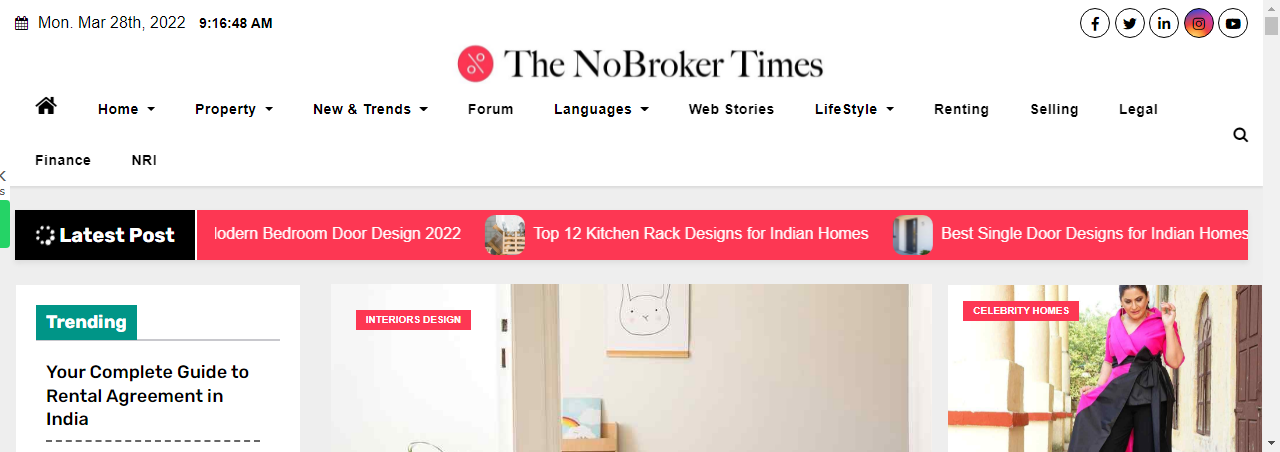 Mon. Mar 28th, 2022 9:16:48 AM
The NoBroker Times
Home Property New & Trends Forum Languages Web Stories LifeStyle Renting Selling Legal
Finance NRI
Latest Post
Bedroom Door Design 2022 Top 12 Kitchen Rack Designs for Indian Homes Best Single Door Designs for Indian Homes
Trending
INTERIORS DESIGN
CELEBRITY HOMES
Your Complete Guide to
Rental Agreement in
India